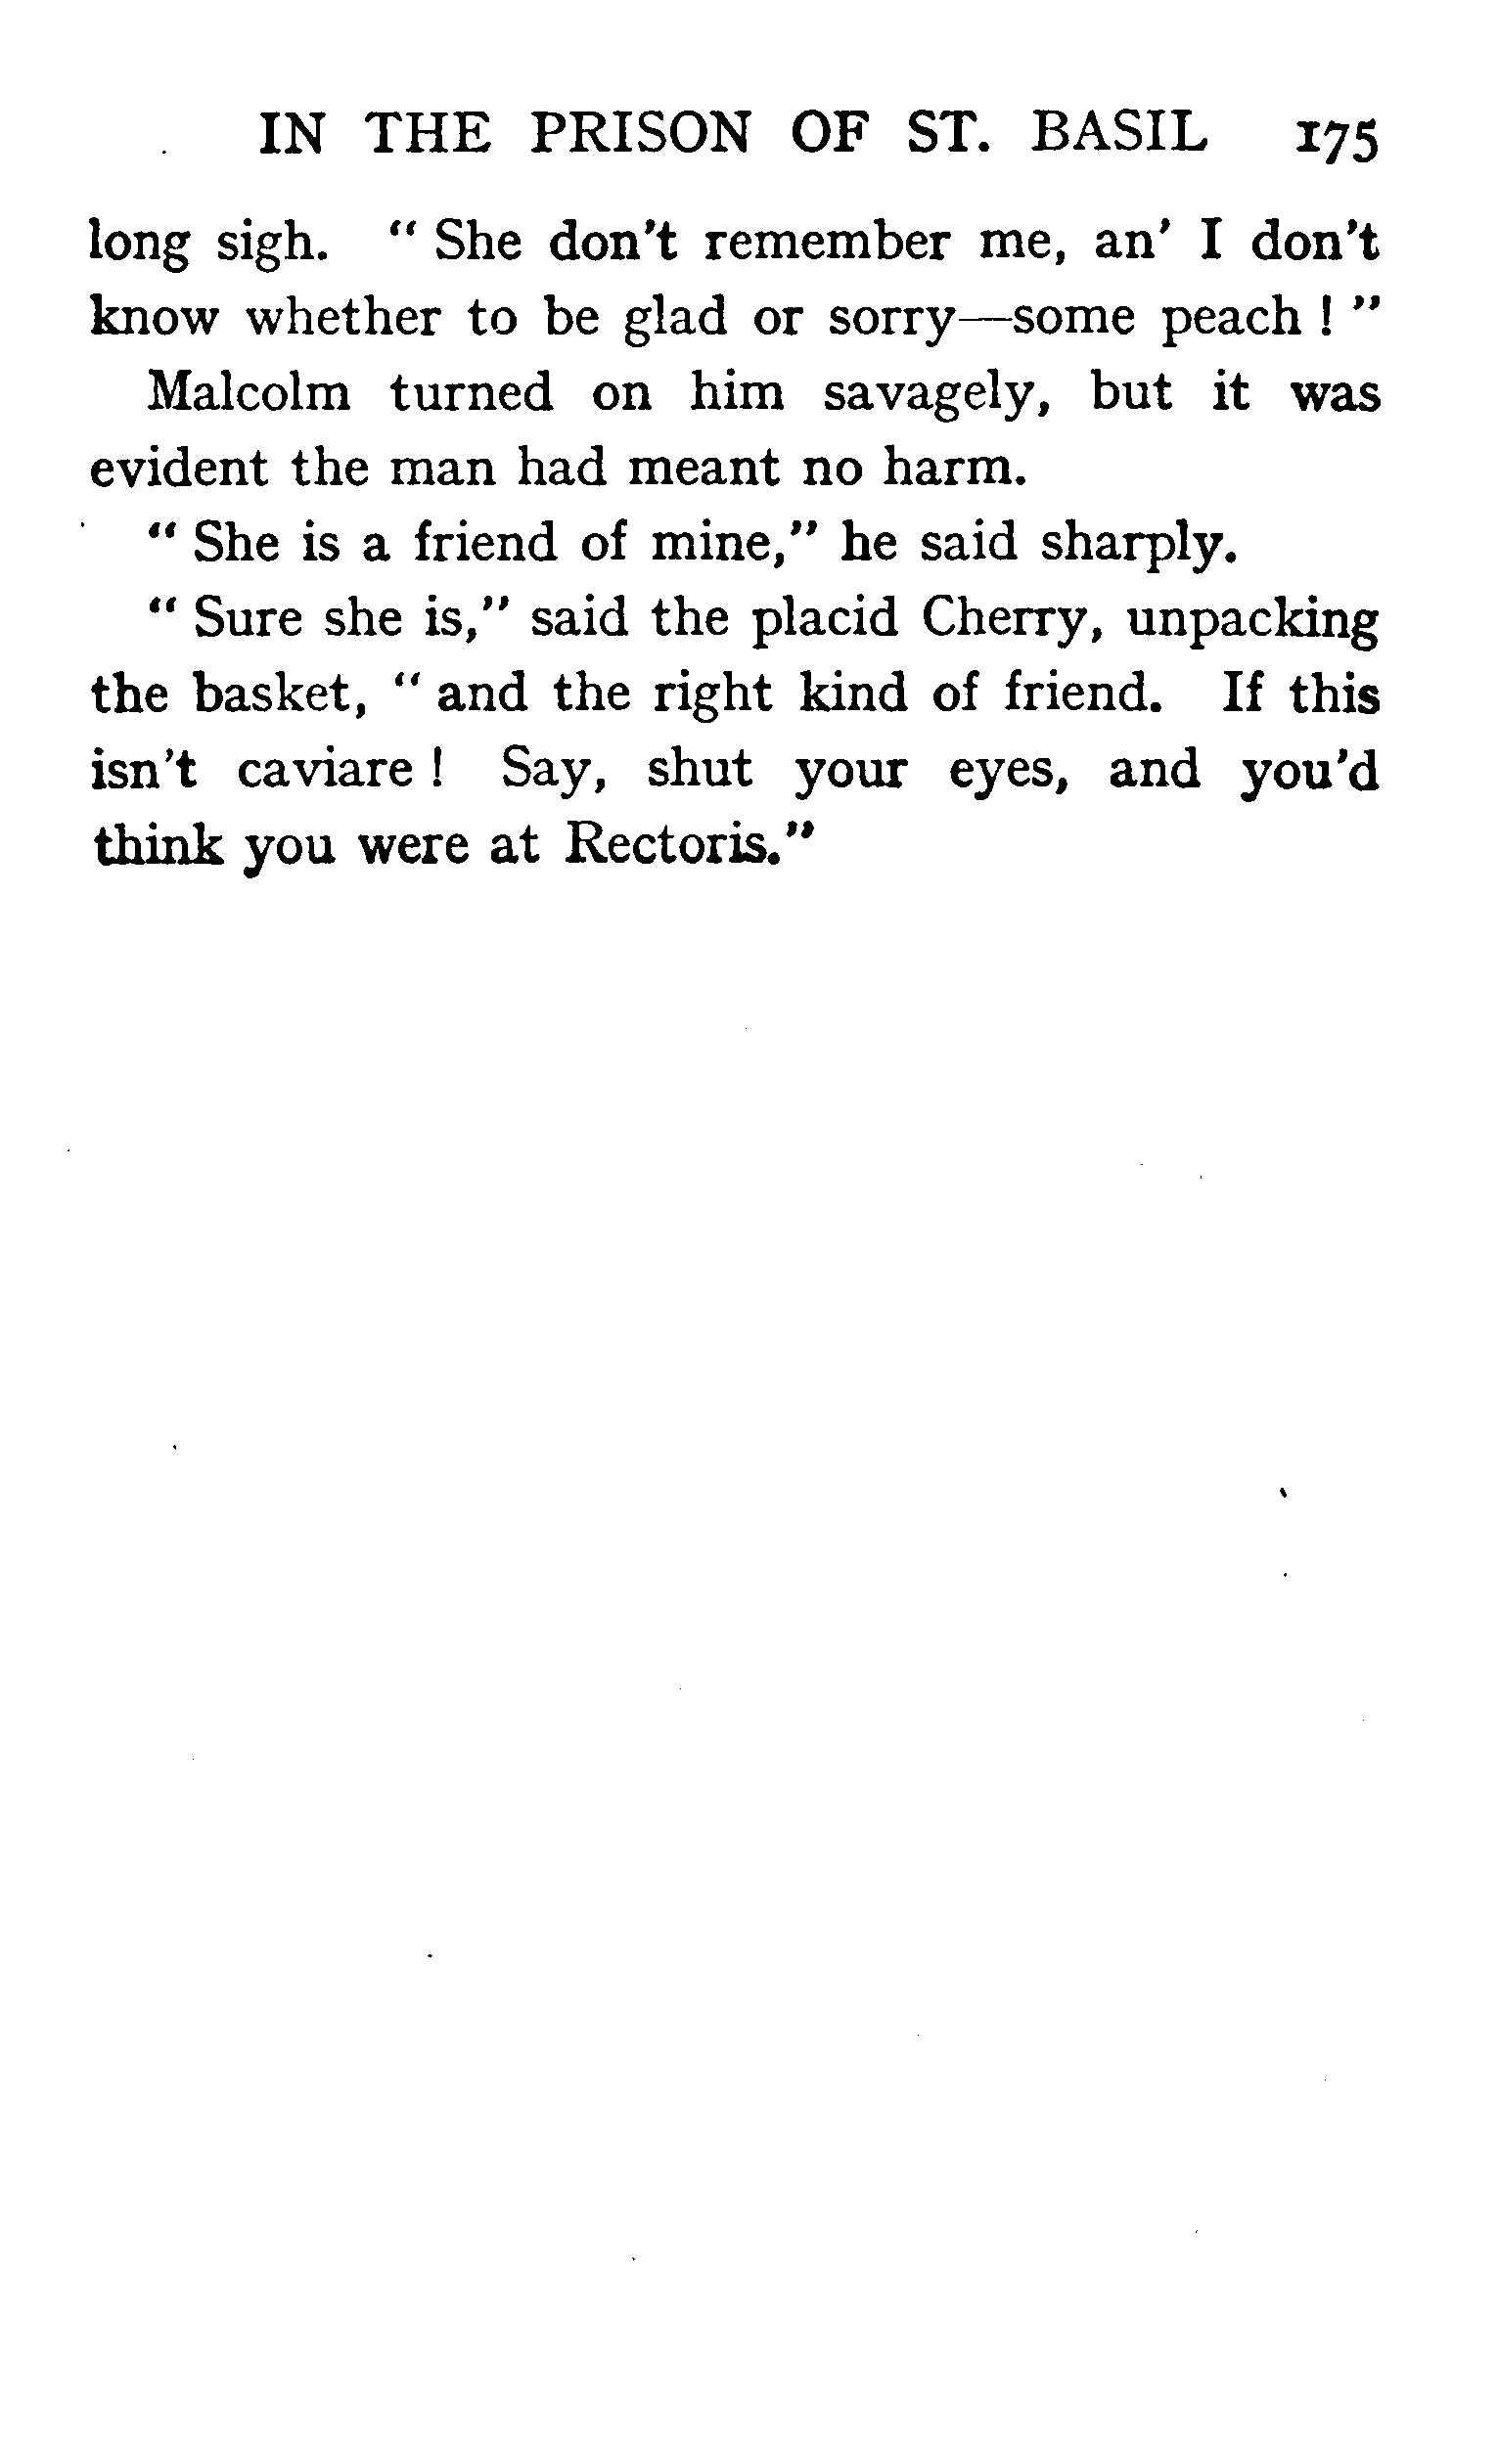 IN THE PRISON OF ST. BASIL 175
long sigh. " She don't remember me, an' I don't
know whether to be glad or sorry—some peach ! "
Malcolm turned on him savagely, but it was
evident the man had meant no harm.
" She is a friend of mine," he said sharply.
" Sure she is," said the placid Cherry, unpacking
the basket, " and the right kind of friend. If this
isn't caviare ! Say, shut your eyes, and you'd
think you were at Rectoris."